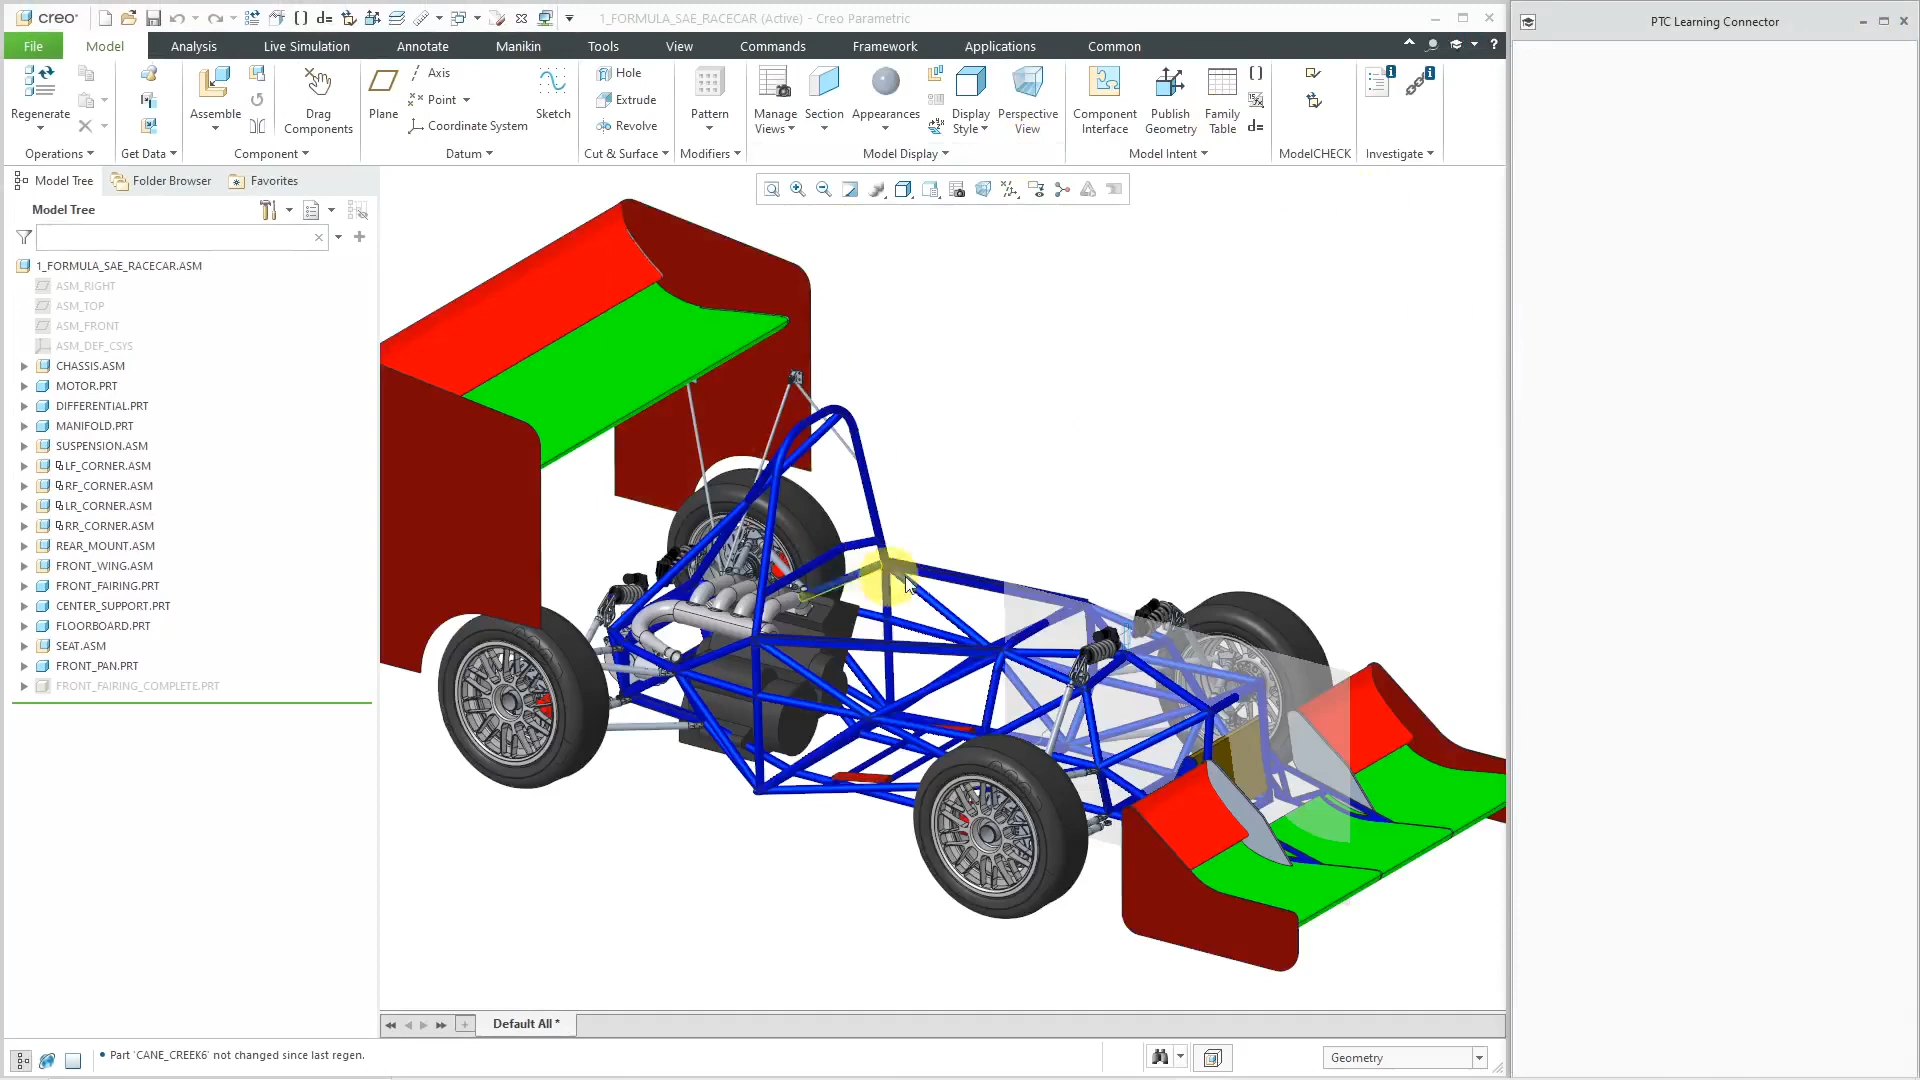 creo
1_FORMULA_SAE_RACECAR (Active) - Creo Parametric
PTC Learning Connector
File Model Analysis Live Simulation Annotate Manikin Tools View Commands Framework Applications Common
Regenerate
Assemble
Drag Components
Plane
Axis
Point
Coordinate System
Sketch
Hole
Extrude
Revolve
Pattern
Manage Views
Section
Appearances
Display Style
Perspective View
Component Interface
Publish Geometry
Family Table
Operations Get Data Component Datum Cut & Surface Modifiers Model Display Model Intent ModelCHECK Investigate
Model Tree Folder Browser Favorites
Model Tree
1_FORMULA_SAE_RACECAR.ASM
ASM_RIGHT
ASM_TOP
ASM_FRONT
ASM_DEF_CSYS
CHASSIS.ASM
MOTOR.PRT
DIFFERENTIAL.PRT
MANIFOLD.PRT
SUSPENSION.ASM
LF_CORNER.ASM
RF_CORNER.ASM
LR_CORNER.ASM
RR_CORNER.ASM
REAR_MOUNT.ASM
FRONT_WING.ASM
FRONT_FAIRING.PRT
CENTER_SUPPORT.PRT
FLOORBOARD.PRT
SEAT.ASM
FRONT_PAN.PRT
FRONT_FAIRING_COMPLETE.PRT
Default All *
• Part 'CANE_CREEK6' not changed since last regen.
Geometry